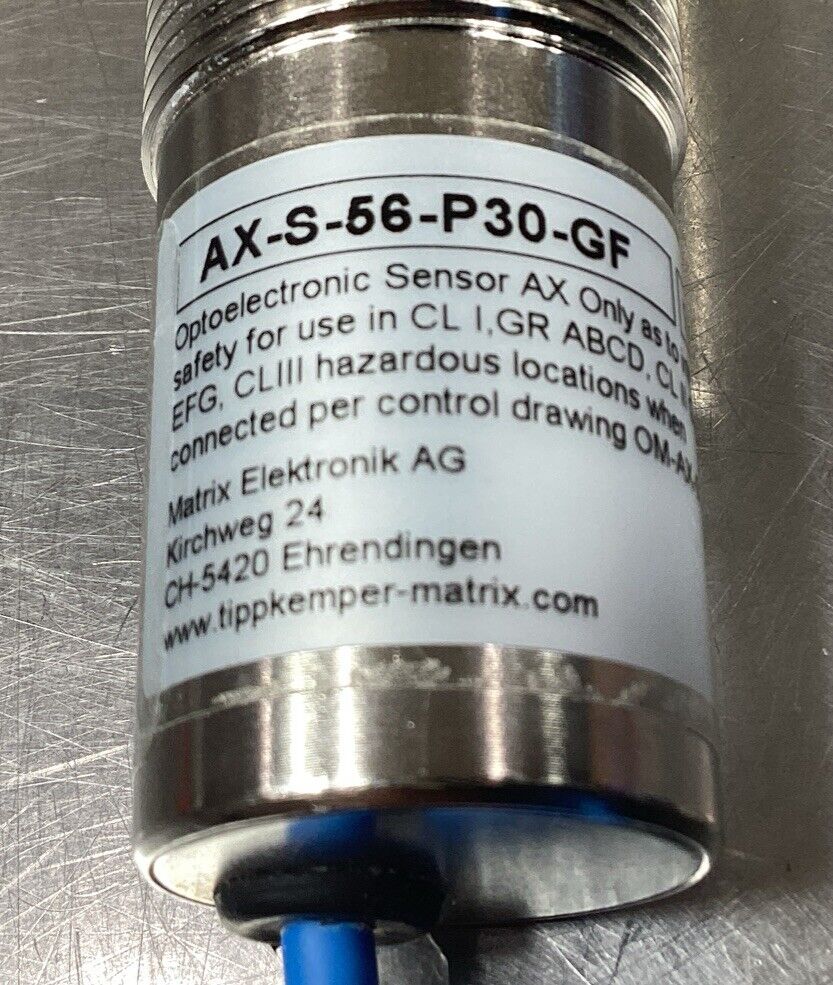 AX-S-56-P30-GF
Optoelectronic Sensor AX Only as to
safety for use in CL I,GR ABCD, CL
EFG, CLIII hazardous locations when
connected per control drawing OM-AX-
Matrix Elektronik AG
Kirchweg 24
CH-5420 Ehrendingen
www.tippkemper-matrix.com